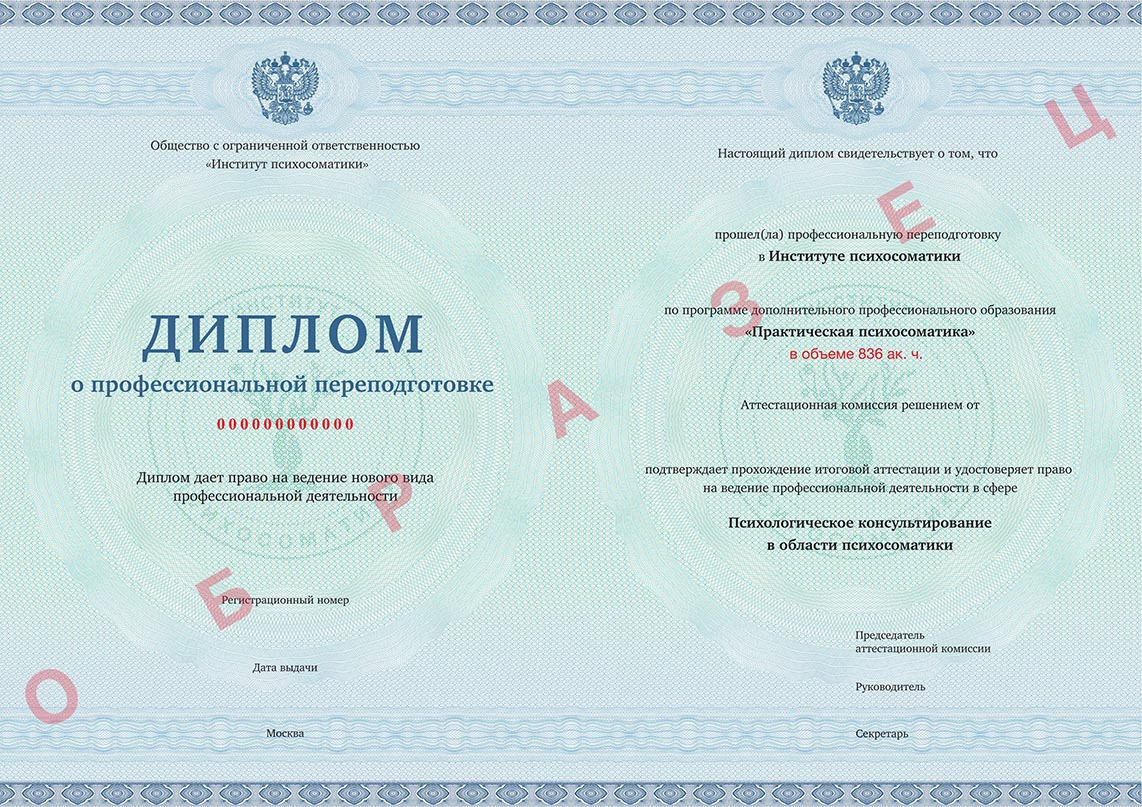 Общество с ограниченной ответственностью
«Институт психосоматики»
ДИПЛОМ
о профессиональной переподготовке
000000000000
Диплом дает право на ведение нового вида
профессиональной деятельности
Регистрационный номер
Дата выдачи
Москва
Настоящий диплом свидетельствует о том, что
прошел(ла) профессиональную переподготовку
в Институте психосоматики
по программе дополнительного профессионального образования
«Практическая психосоматика»
в объеме 836 ак. ч.
Аттестационная комиссия решением от
подтверждает прохождение итоговой аттестации и удостоверяет право
на ведение профессиональной деятельности в сфере
Психологическое консультирование
в области психосоматики
Председатель
аттестационной комиссии
Руководитель
Секретарь
ОБРАЗЕЦ